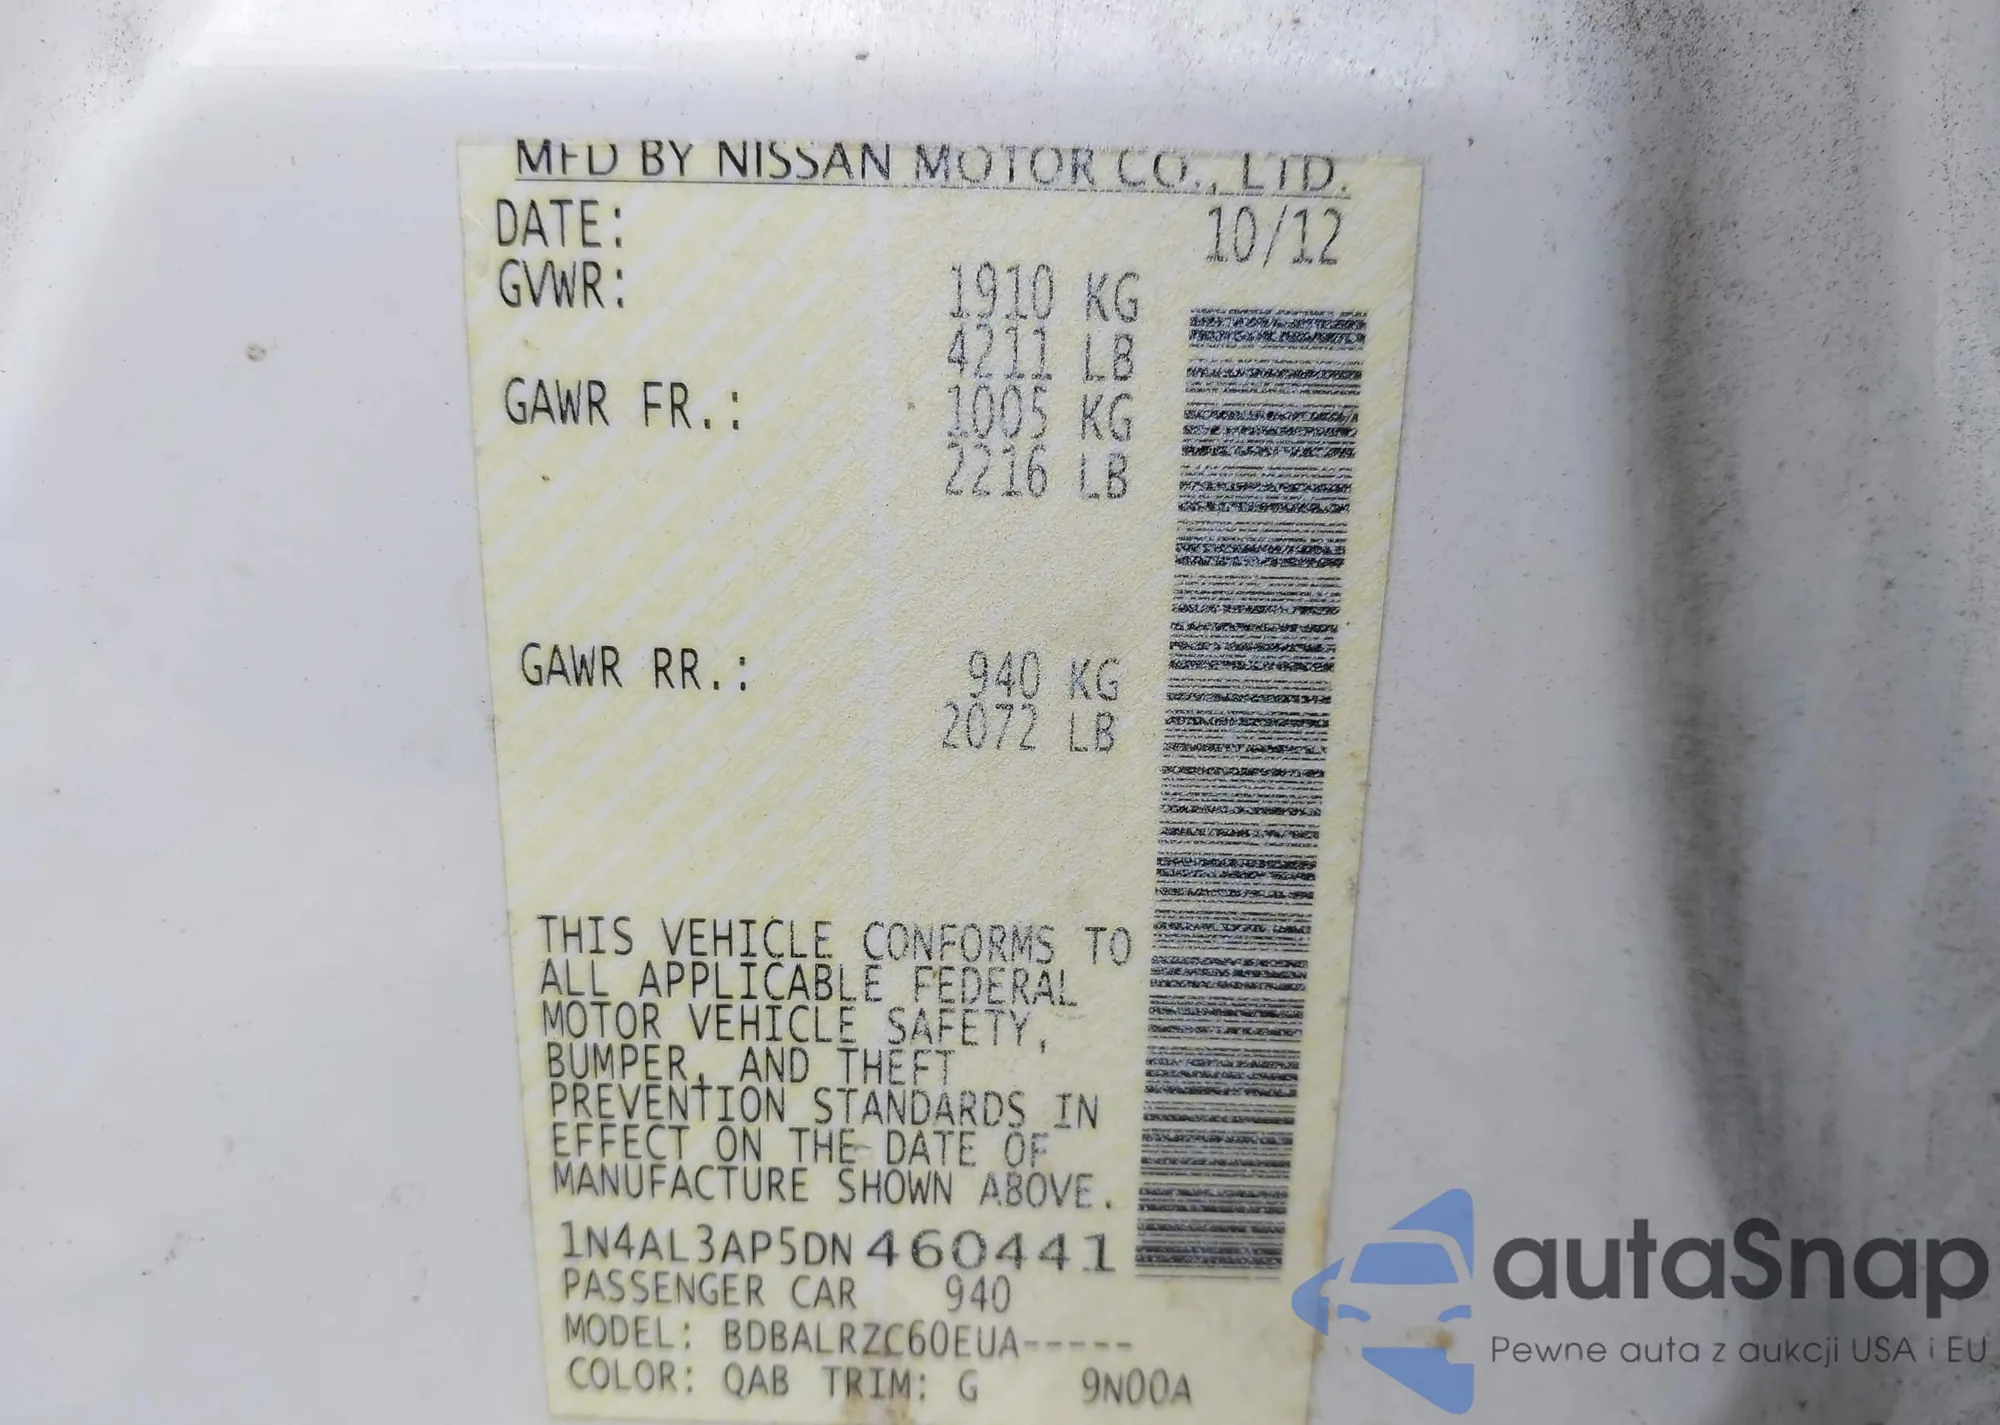 MFD BY NISSAN MOTOR CO., LTD.
DATE: 10/12
GVWR: 1910 KG
4211 LB
GAWR FR.: 1005 KG
2216 LB
GAWR RR.: 940 KG
2072 LB
THIS VEHICLE CONFORMS TO
ALL APPLICABLE FEDERAL
MOTOR VEHICLE SAFETY,
BUMPER, AND THEFT
PREVENTION STANDARDS IN
EFFECT ON THE DATE OF
MANUFACTURE SHOWN ABOVE.
1N4AL3AP5DN460441
PASSENGER CAR 940
MODEL: BDBALRZC60EUA-----
COLOR: QAB TRIM: G 9N00A
autaSnap
Pewne auta z aukcji USA i EU